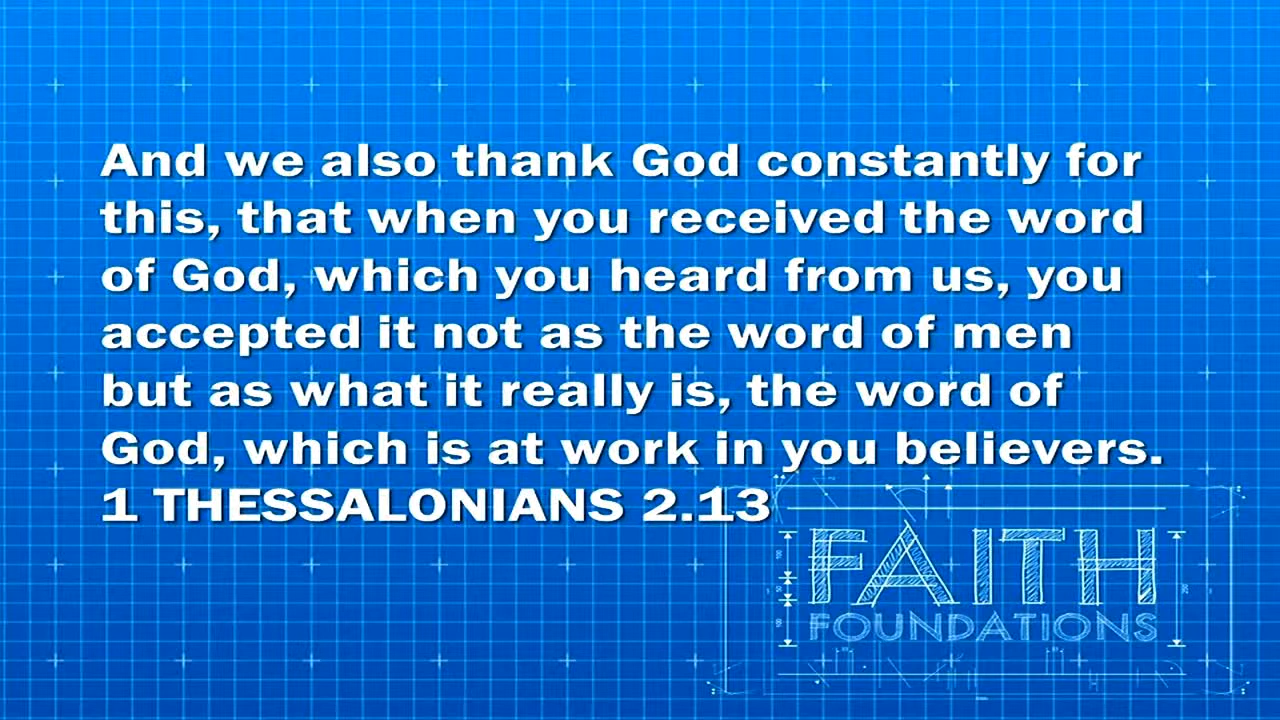 And we also thank God constantly for
this, that when you received the word
of God, which you heard from us, you
accepted it not as the word of men
but as what it really is, the word of
God, which is at work in you believers.
1 THESSALONIANS 2.13
FAITH
FOUNDATIONS